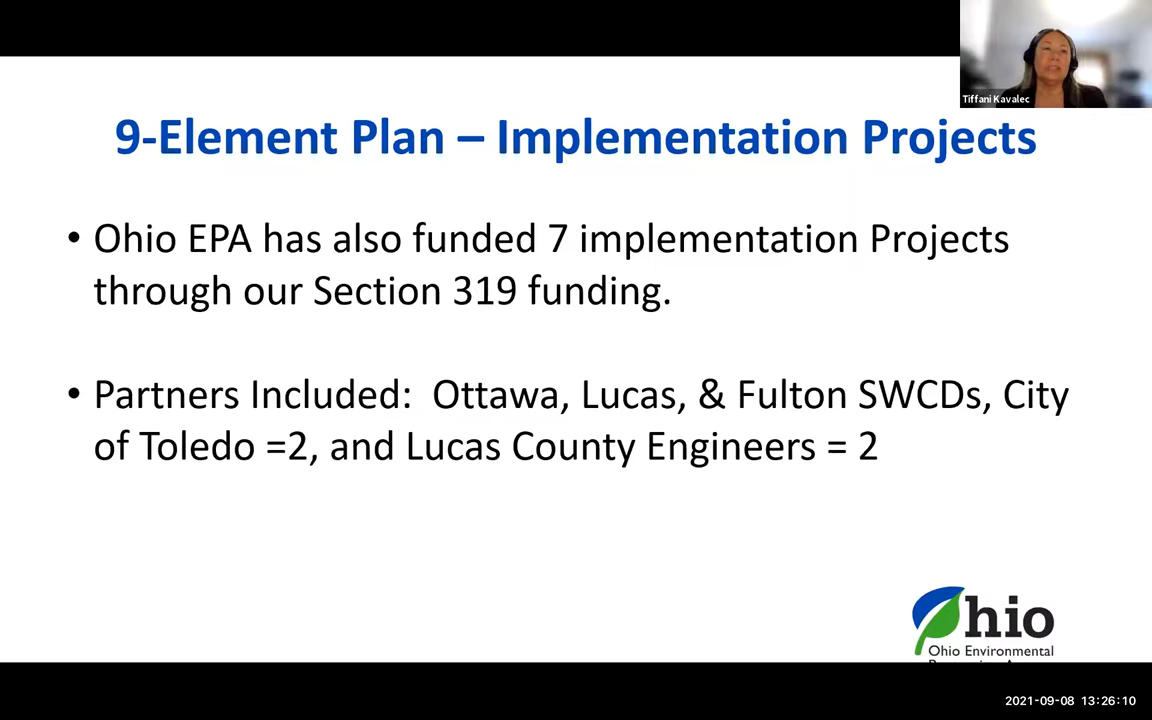 Tiffani Kavalec
9-Element Plan – Implementation Projects
• Ohio EPA has also funded 7 implementation Projects
through our Section 319 funding.
• Partners Included: Ottawa, Lucas, & Fulton SWCDs, City
of Toledo =2, and Lucas County Engineers = 2
Ohio
Ohio Environmental
2021-09-08 13:26:10